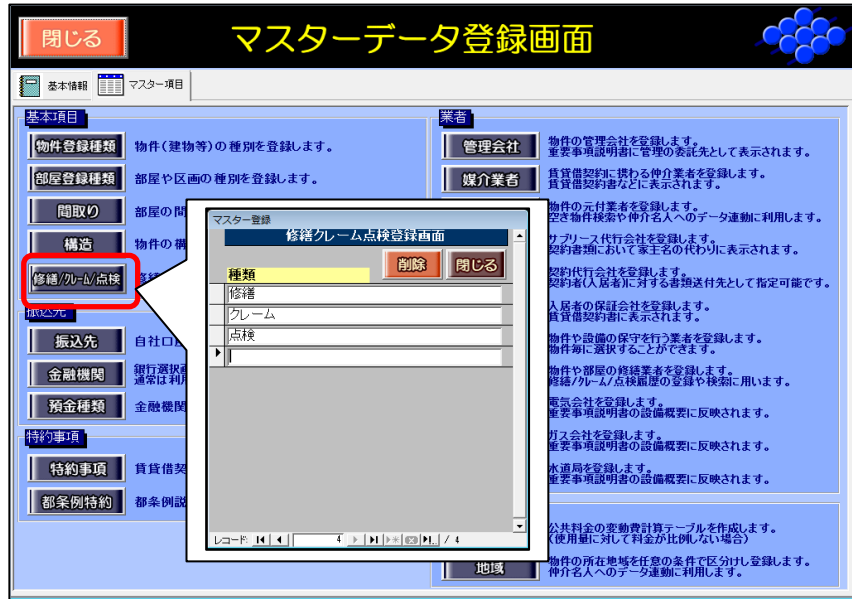 閉じる
マスターデータ登録画面
基本情報
マスター項目
基本項目
物件登録種類 物件(建物等)の種別を登録します。
部屋登録種類 部屋や区画の種別を登録します。
間取り 部屋の間
構造 物件の構
修繕/クレーム/点検
振込先
振込先 自社口
金融機関 銀行選択
通常は利
預金種類 金融機関
特約事項
特約事項 賃貸借契
都条例特約 都条例説
マスター登録
修繕クレーム点検登録画面
削除
閉じる
種類
修繕
クレーム
点検
レコード: 4 / 4
業者
管理会社 物件の管理会社を登録します。
重要事項説明書に管理の委託先として表示されます。
媒介業者 賃貸借契約に携わる仲介業者を登録します。
賃貸借契約書などに表示されます。
物件の元付業者を登録します。
空き物件検索や仲介名人へのデータ連動に利用します。
サブリース代行会社を登録します。
契約書類において家主名の代わりに表示されます。
契約代行会社を登録します。
契約者(入居者)に対する書類送付先として指定可能です。
入居者の保証会社を登録します。
賃貸借契約書に表示されます。
物件や設備の保守を行う業者を登録します。
物件毎に選択することができます。
物件や部屋の修繕業者を登録します。
修繕/クレーム/点検履歴の登録や検索に用います。
電気会社を登録します。
重要事項説明書の設備概要に反映されます。
ガス会社を登録します。
重要事項説明書の設備概要に反映されます。
水道局を登録します。
重要事項説明書の設備概要に反映されます。
公共料金の変動費計算テーブルを作成します。
(使用量に対して料金が比例しない場合)
地域 物件の所在地域を任意の条件で区分けし登録します。
仲介名人へのデータ連動に利用します。